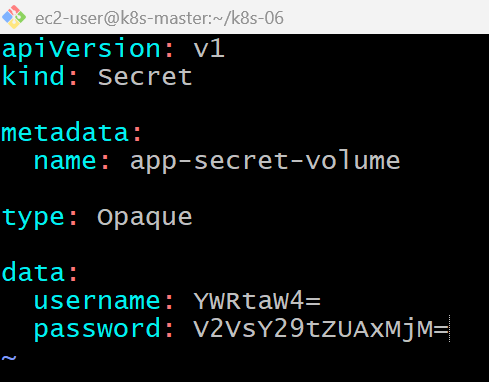 ec2-user@k8s-master:~/k8s-06
apiVersion: v1
kind: Secret
metadata:
  name: app-secret-volume
type: Opaque
data:
  username: YWRtaW4=
  password: V2VsY29tZUAxMjM=
~